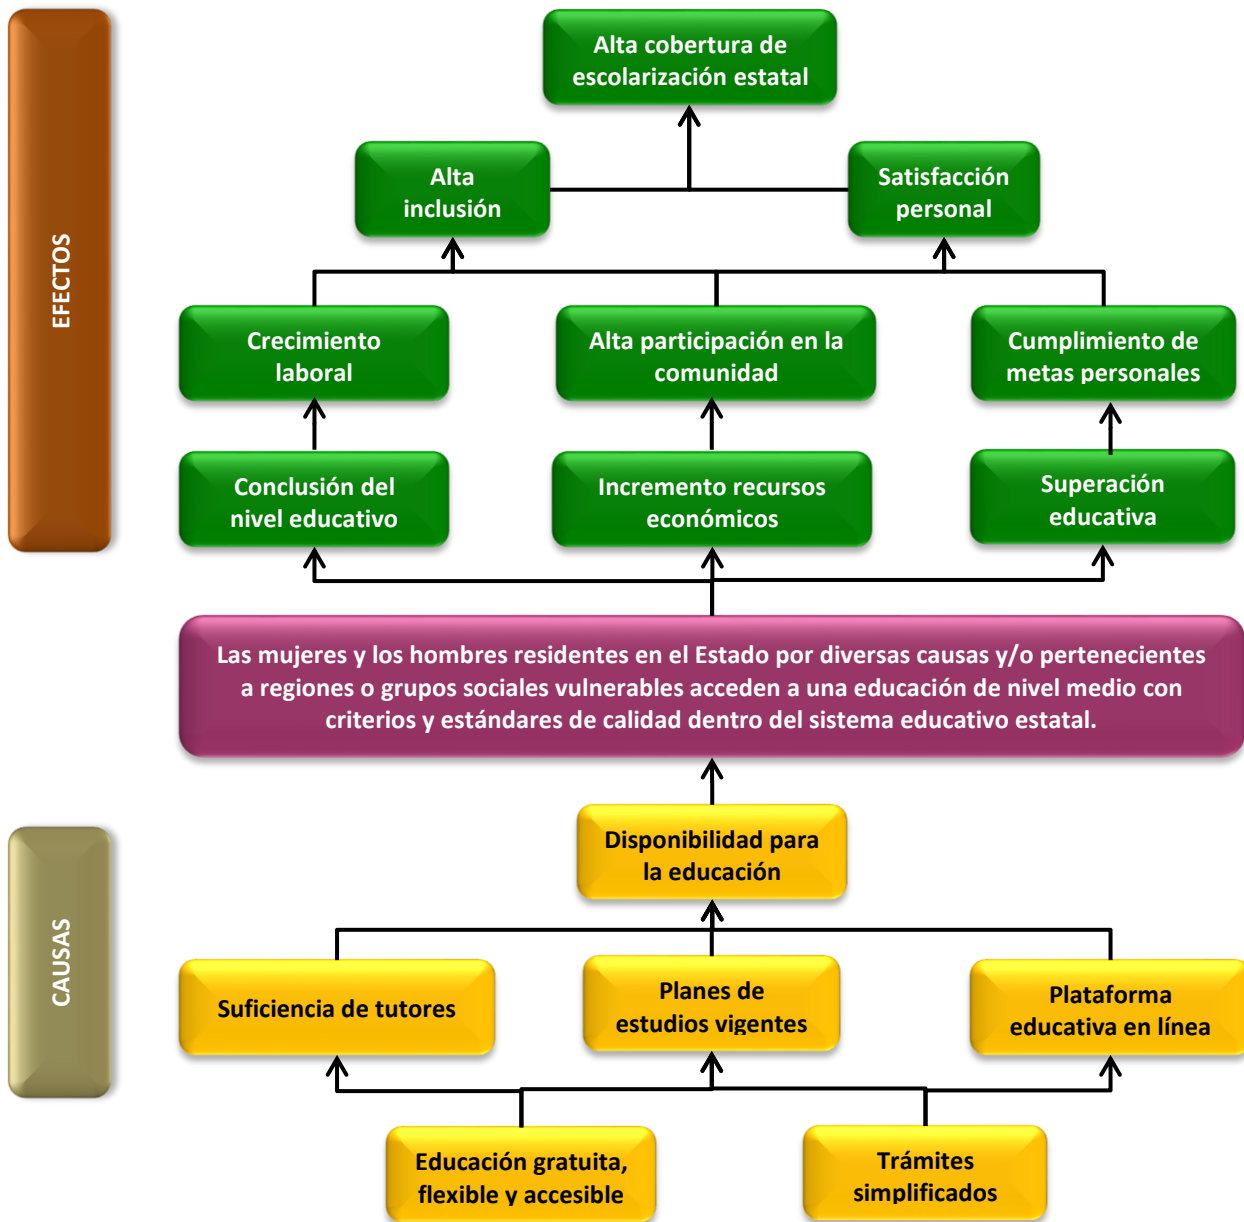 EFECTOS
Alta cobertura de
escolarización estatal
Alta
inclusión
Satisfacción
personal
Crecimiento
laboral
Alta participación en la
comunidad
Cumplimiento de
metas personales
Conclusión del
nivel educativo
Incremento recursos
económicos
Superación
educativa
Las mujeres y los hombres residentes en el Estado por diversas causas y/o pertenecientes
a regiones o grupos sociales vulnerables acceden a una educación de nivel medio con
criterios y estándares de calidad dentro del sistema educativo estatal.
CAUSAS
Disponibilidad para
la educación
Suficiencia de tutores
Planes de
estudios vigentes
Plataforma
educativa en línea
Educación gratuita,
flexible y accesible
Trámites
simplificados